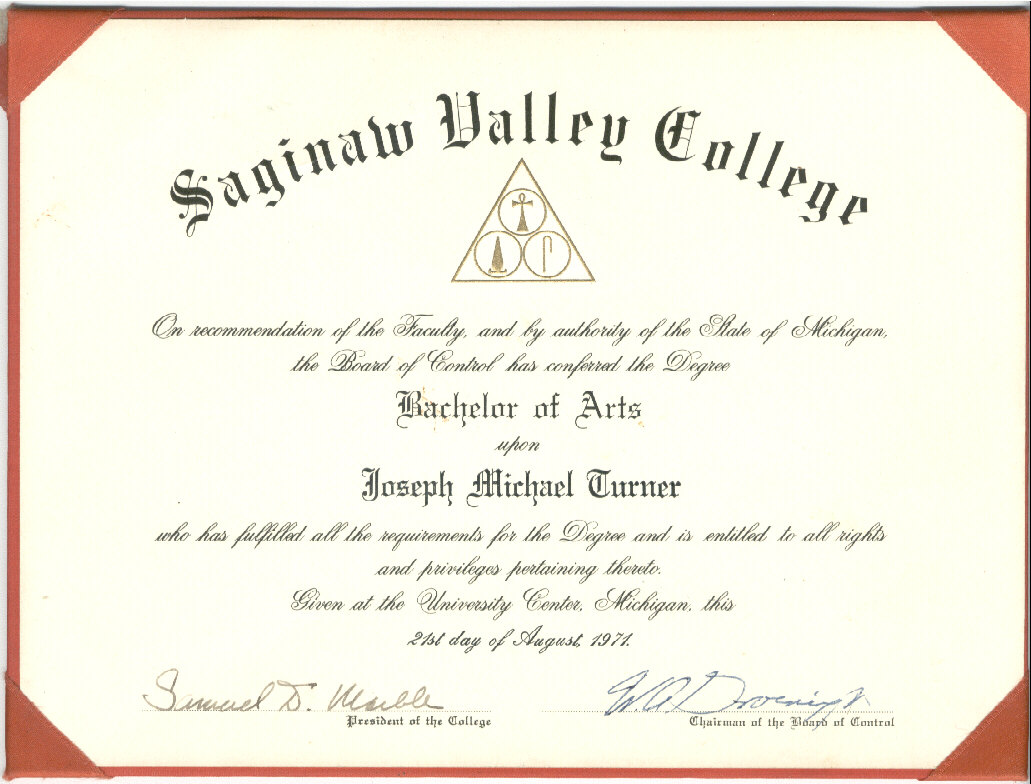 Saginaw Valley College
On recommendation of the Faculty, and by authority of the State of Michigan,
the Board of Control has conferred the Degree
Bachelor of Arts
upon
Joseph Michael Turner
who has fulfilled all the requirements for the Degree and is entitled to all rights
and privileges pertaining thereto.
Given at the University Center, Michigan, this
21st day of August, 1971.
Samuel D. Marble
President of the College
Chairman of the Board of Control